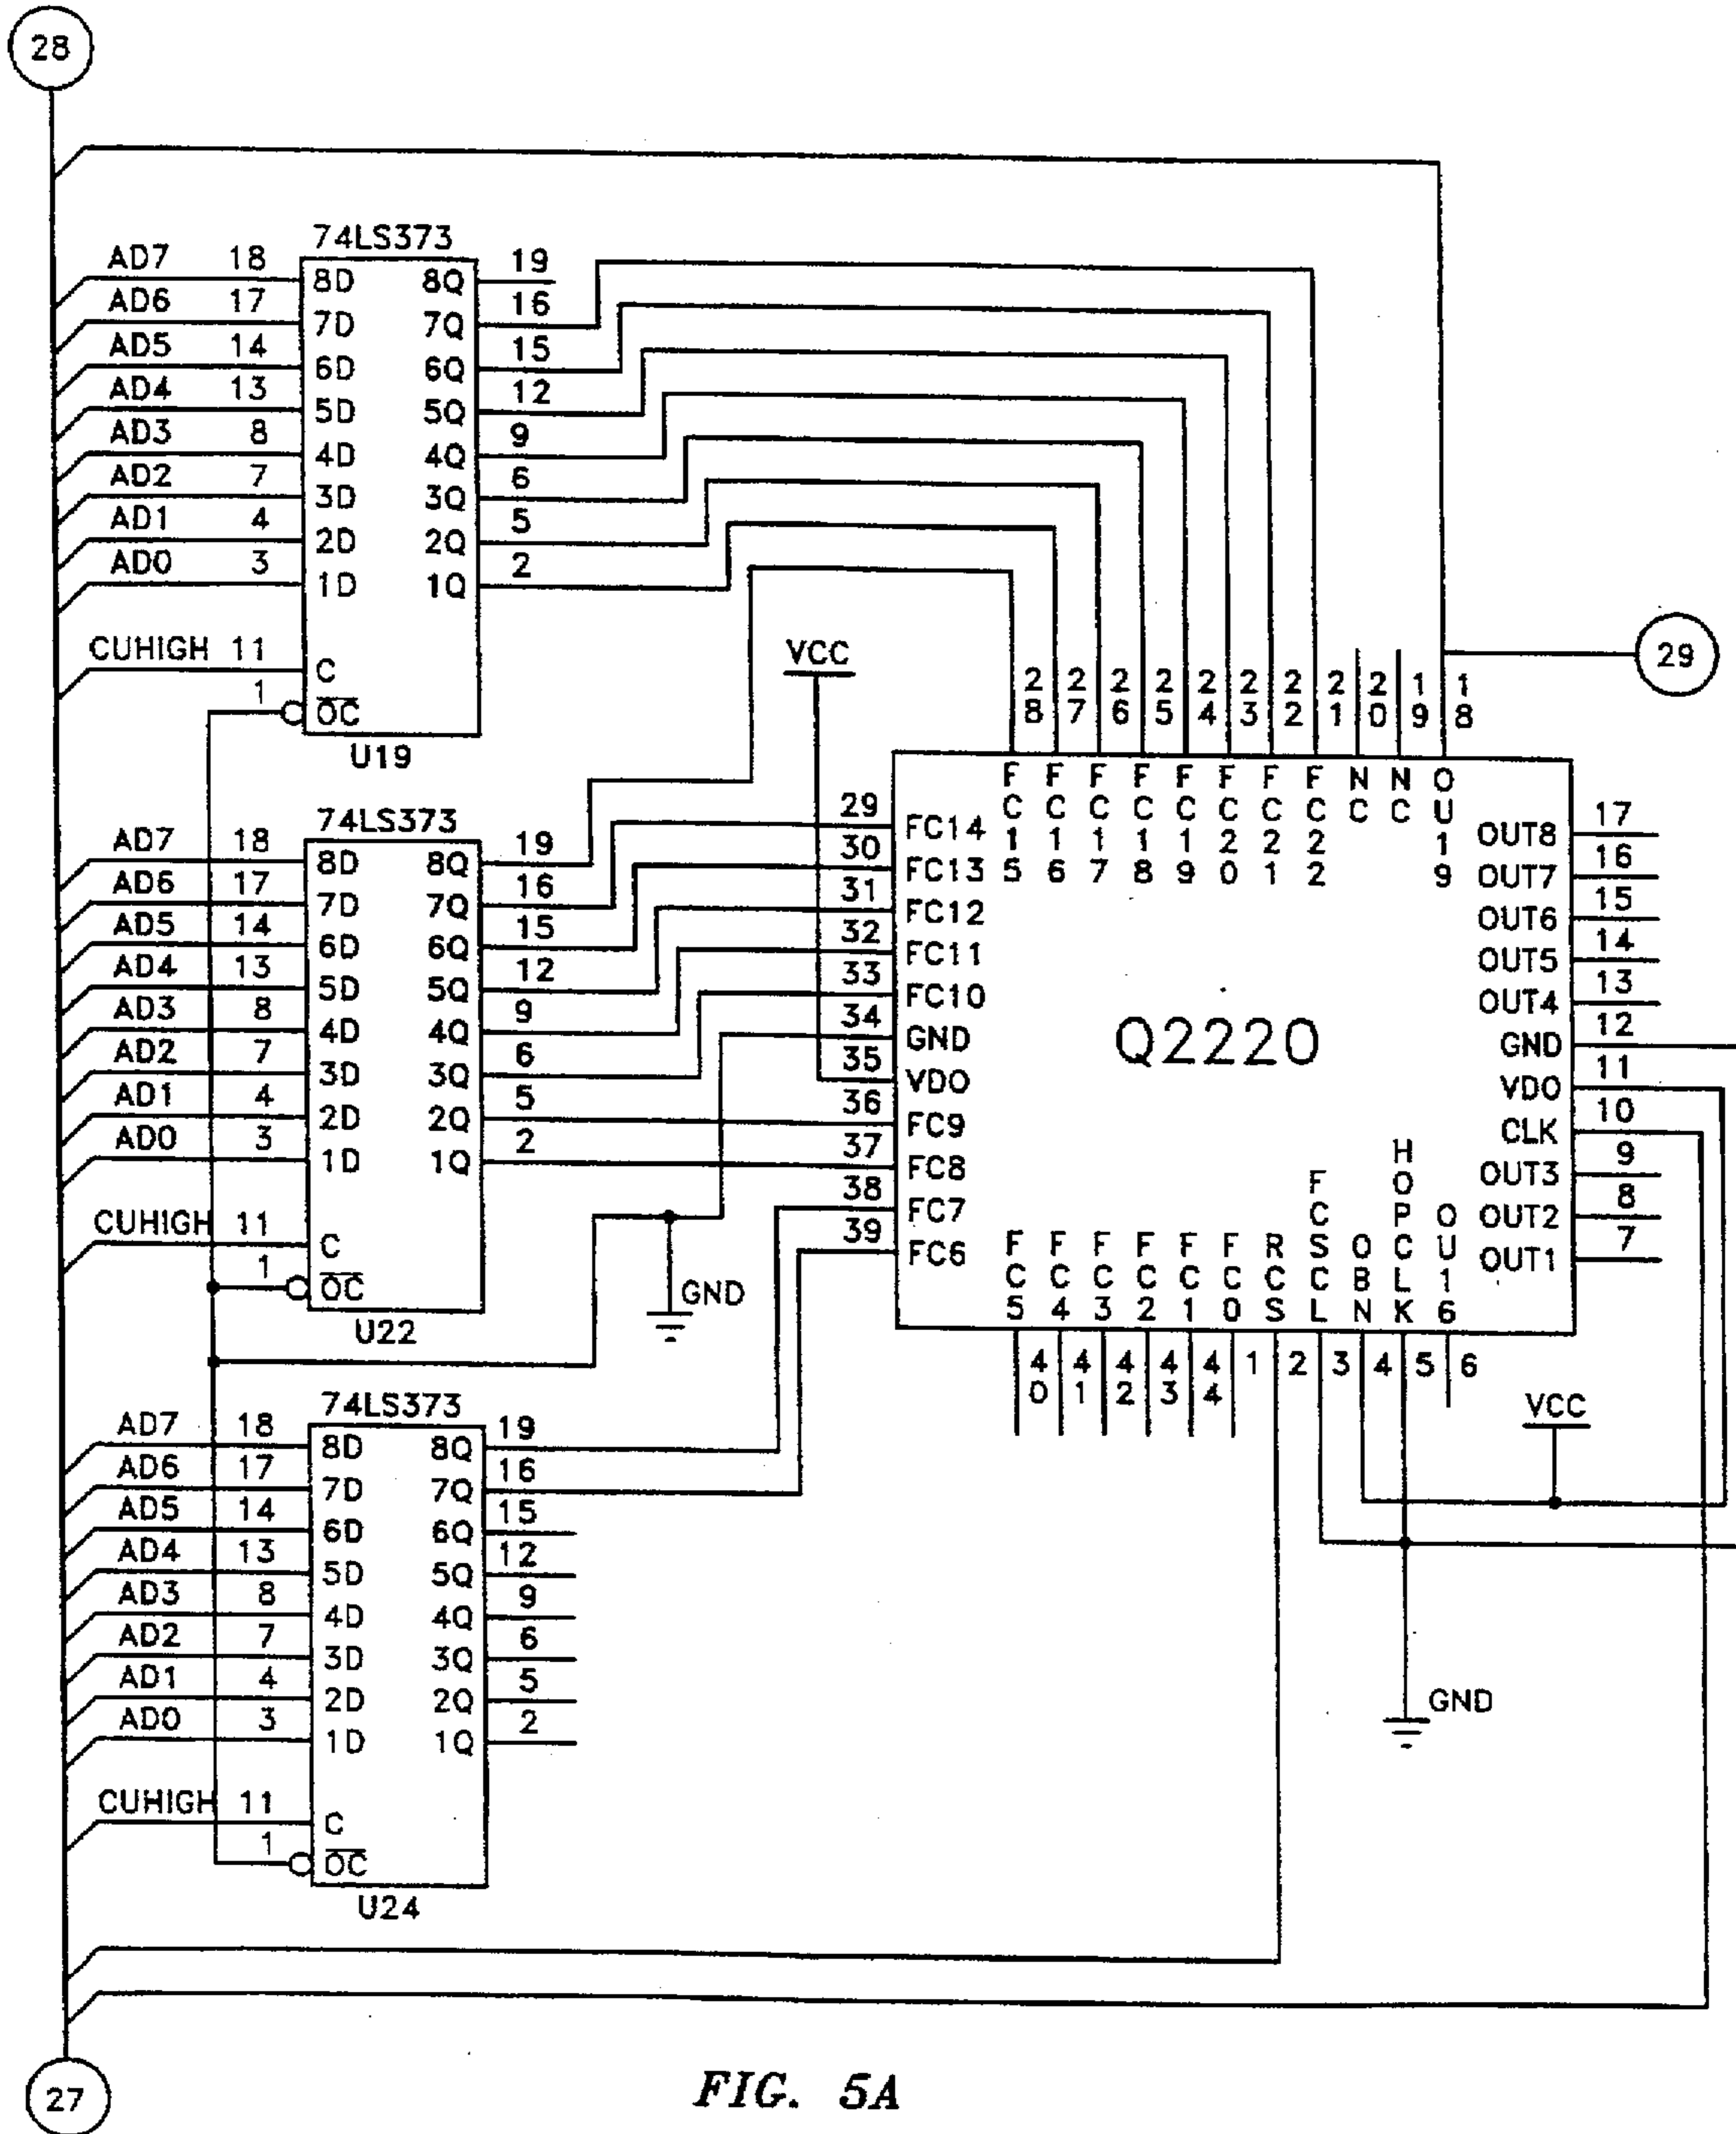 28
74LS373
AD7 18 8D 8Q 19
AD6 17 7D 7Q 16
AD5 14 6D 6Q 15
AD4 13 5D 5Q 12
AD3 8 4D 4Q 9
AD2 7 3D 3Q 6
AD1 4 2D 2Q 5
AD0 3 1D 1Q 2
CUHIGH 11 C
1 OC
U19
VCC
29
28 27 26 25 24 23 22 21 20 19 18
FC15 FC16 FC17 FC18 FC19 FC20 FC21 FC22 NC NC OU19
74LS373
AD7 18 8D 8Q 19
AD6 17 7D 7Q 16
AD5 14 6D 6Q 15
AD4 13 5D 5Q 12
AD3 8 4D 4Q 9
AD2 7 3D 3Q 6
AD1 4 2D 2Q 5
AD0 3 1D 1Q 2
CUHIGH 11 C
1 OC
U22
GND
29 FC14
30 FC13
31 FC12
32 FC11
33 FC10
34 GND
35 VDO
36 FC9
37 FC8
38 FC7
39 FC6
Q2220
OUT8 17
OUT7 16
OUT6 15
OUT5 14
OUT4 13
GND 12
VDO 11
CLK 10
OUT3 9
OUT2 8
OUT1 7
FC5 FC4 FC3 FC2 FC1 FC0 RCS FCSCL OBN HOPCLK OU16
40 41 42 43 44 1 2 3 4 5 6
VCC
GND
74LS373
AD7 18 8D 8Q 19
AD6 17 7D 7Q 16
AD5 14 6D 6Q 15
AD4 13 5D 5Q 12
AD3 8 4D 4Q 9
AD2 7 3D 3Q 6
AD1 4 2D 2Q 5
AD0 3 1D 1Q 2
CUHIGH 11 C
1 OC
U24
27
FIG. 5A